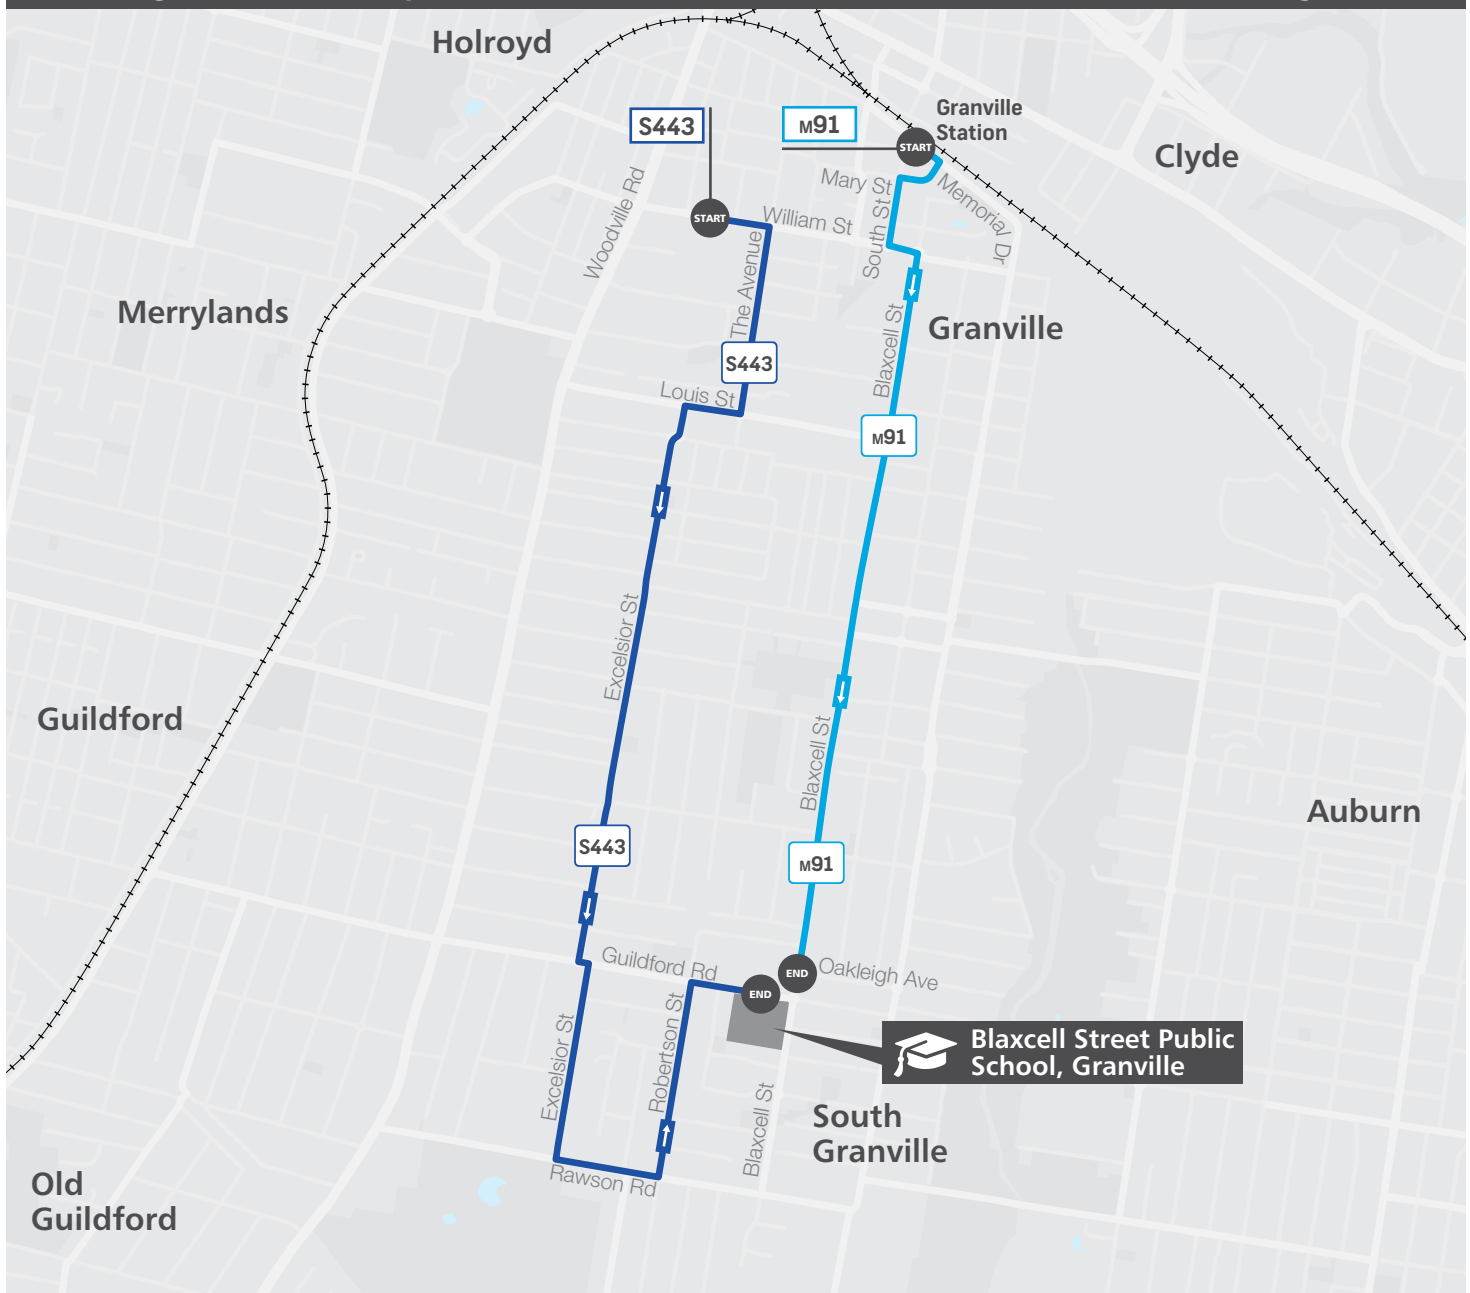 Holroyd
S443
M91
Granville
Station
START
Clyde
Mary St
Memorial Dr
Woodville Rd
START
William St
South St
The Avenue
Merrylands
Blaxcell St
Granville
S443
Louis St
M91
Excelsior St
Guildford
Blaxcell St
Auburn
S443
M91
Guildford Rd
END
Oakleigh Ave
END
Excelsior St
Robertson St
Blaxcell Street Public
School, Granville
Blaxcell St
South
Granville
Rawson Rd
Old
Guildford